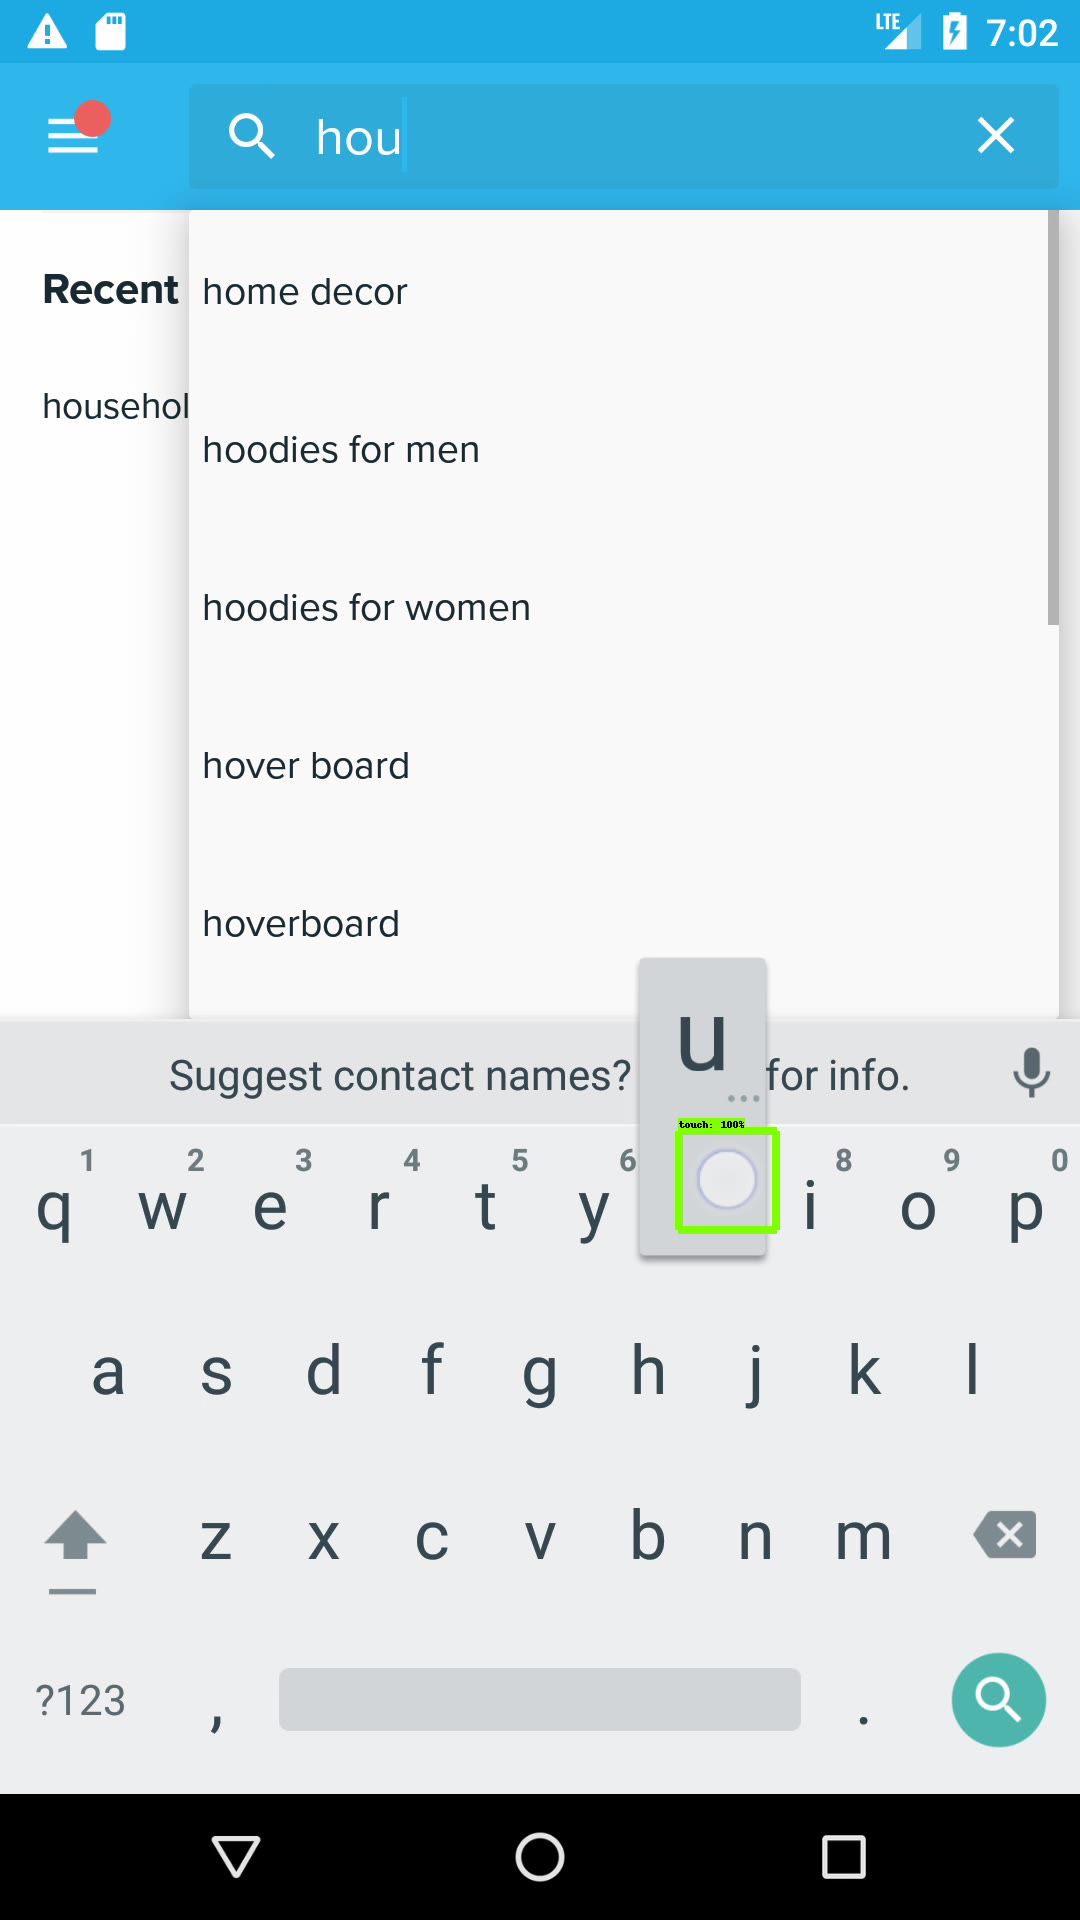 LTE 7:02
hou
Recent
househol
home decor
hoodies for men
hoodies for women
hover board
hoverboard
u
Suggest contact names? for info.
touch: 100%
1 2 3 4 5 6 8 9 0
q w e r t y i o p
a s d f g h j k l
z x c v b n m
?123 , .